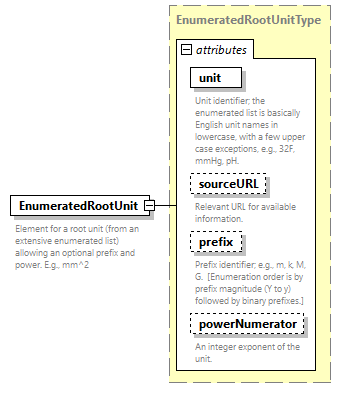 EnumeratedRootUnitType
attributes
unit
Unit identifier; the
enumerated list is basically
English unit names in
lowercase, with a few upper
case exceptions, e.g., 32F,
mmHg, pH.
sourceURL
Relevant URL for available
information.
prefix
Prefix identifier; e.g., m, k, M,
G.  [Enumeration order is by
prefix magnitude (Y to y)
followed by binary prefixes.]
powerNumerator
An integer exponent of the
unit.
EnumeratedRootUnit
Element for a root unit (from an
extensive enumerated list)
allowing an optional prefix and
power. E.g., mm^2